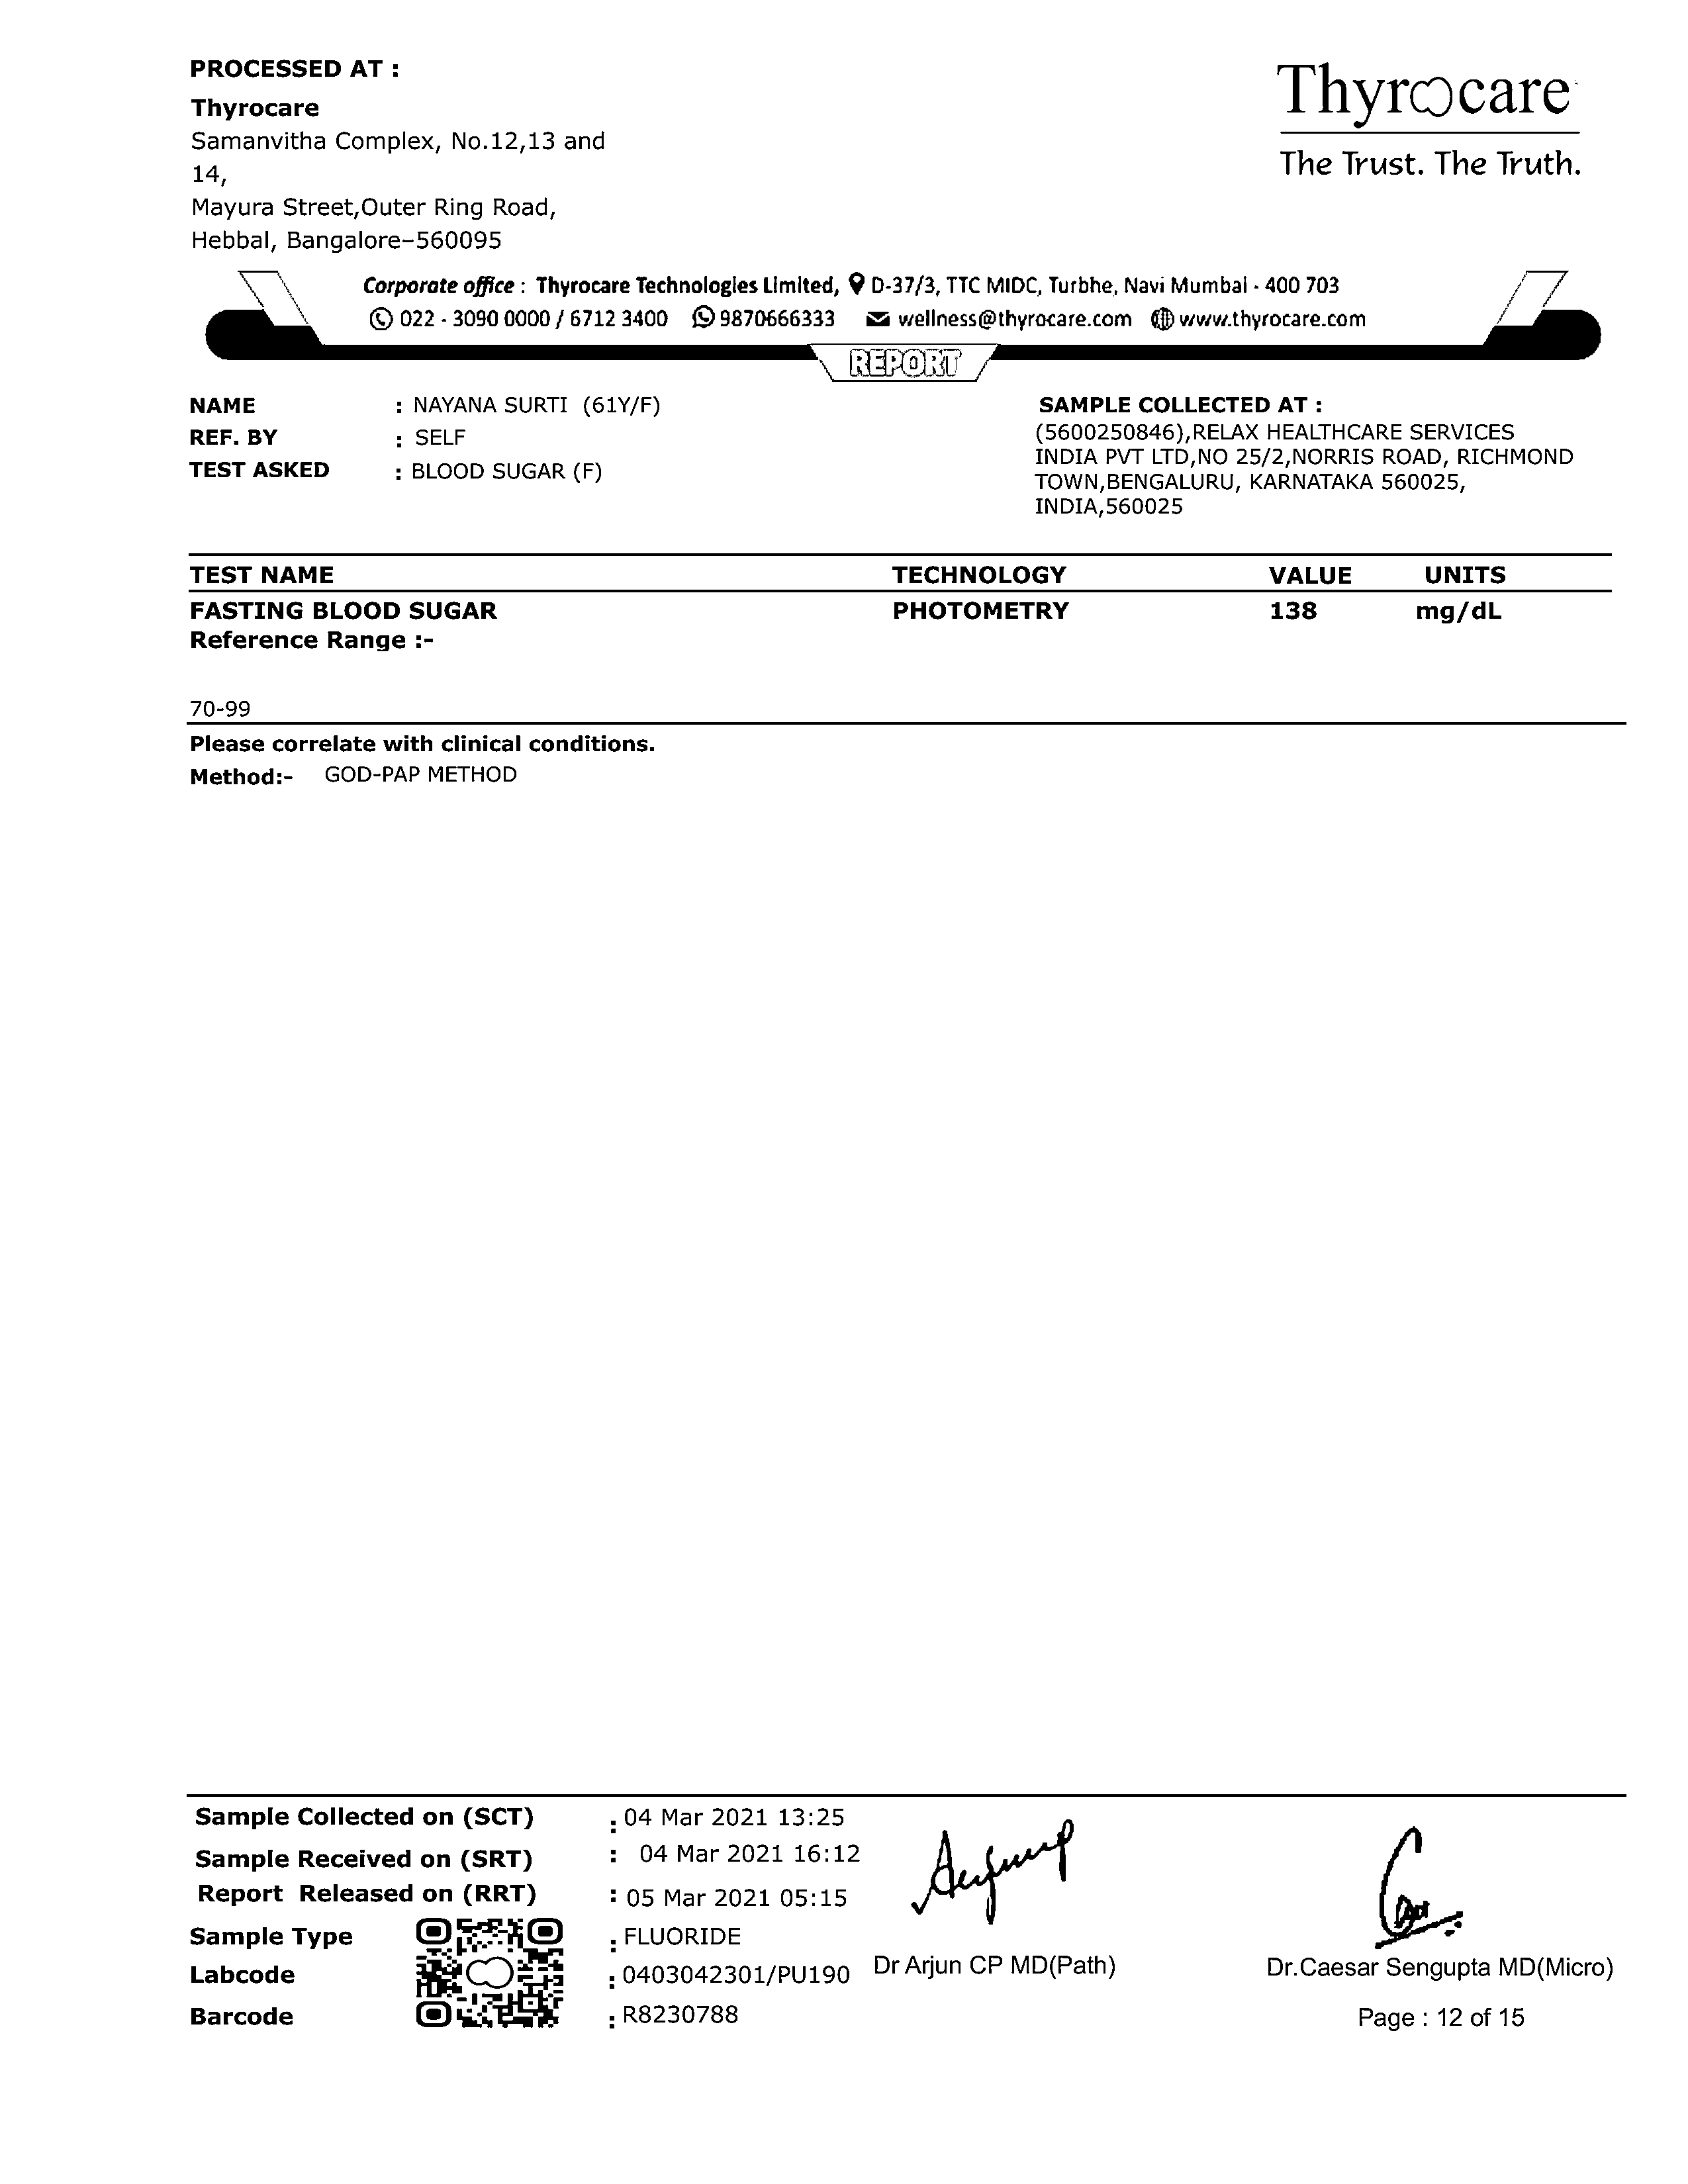 PROCESSED AT :
Thyrocare
Samanvitha Complex, No.12,13 and
14,
Mayura Street,Outer Ring Road,
Hebbal, Bangalore-560095
Thyrocare
The Trust. The Truth.
Corporate office : Thyrocare Technologies Limited, D-37/3, TTC MIDC, Turbhe, Navi Mumbai - 400 703
022 - 3090 0000 / 6712 3400 9870666333 wellness@thyrocare.com www.thyrocare.com
REPORT
NAME : NAYANA SURTI (61Y/F)
REF. BY : SELF
TEST ASKED : BLOOD SUGAR (F)
SAMPLE COLLECTED AT :
(5600250846),RELAX HEALTHCARE SERVICES
INDIA PVT LTD,NO 25/2,NORRIS ROAD, RICHMOND
TOWN,BENGALURU, KARNATAKA 560025,
INDIA,560025
TEST NAME TECHNOLOGY VALUE UNITS
FASTING BLOOD SUGAR PHOTOMETRY 138 mg/dL
Reference Range :-
70-99
Please correlate with clinical conditions.
Method:- GOD-PAP METHOD
Sample Collected on (SCT) : 04 Mar 2021 13:25
Sample Received on (SRT) : 04 Mar 2021 16:12
Report Released on (RRT) : 05 Mar 2021 05:15
Sample Type : FLUORIDE
Labcode : 0403042301/PU190
Barcode : R8230788
Dr Arjun CP MD(Path)
Dr.Caesar Sengupta MD(Micro)
Page : 12 of 15